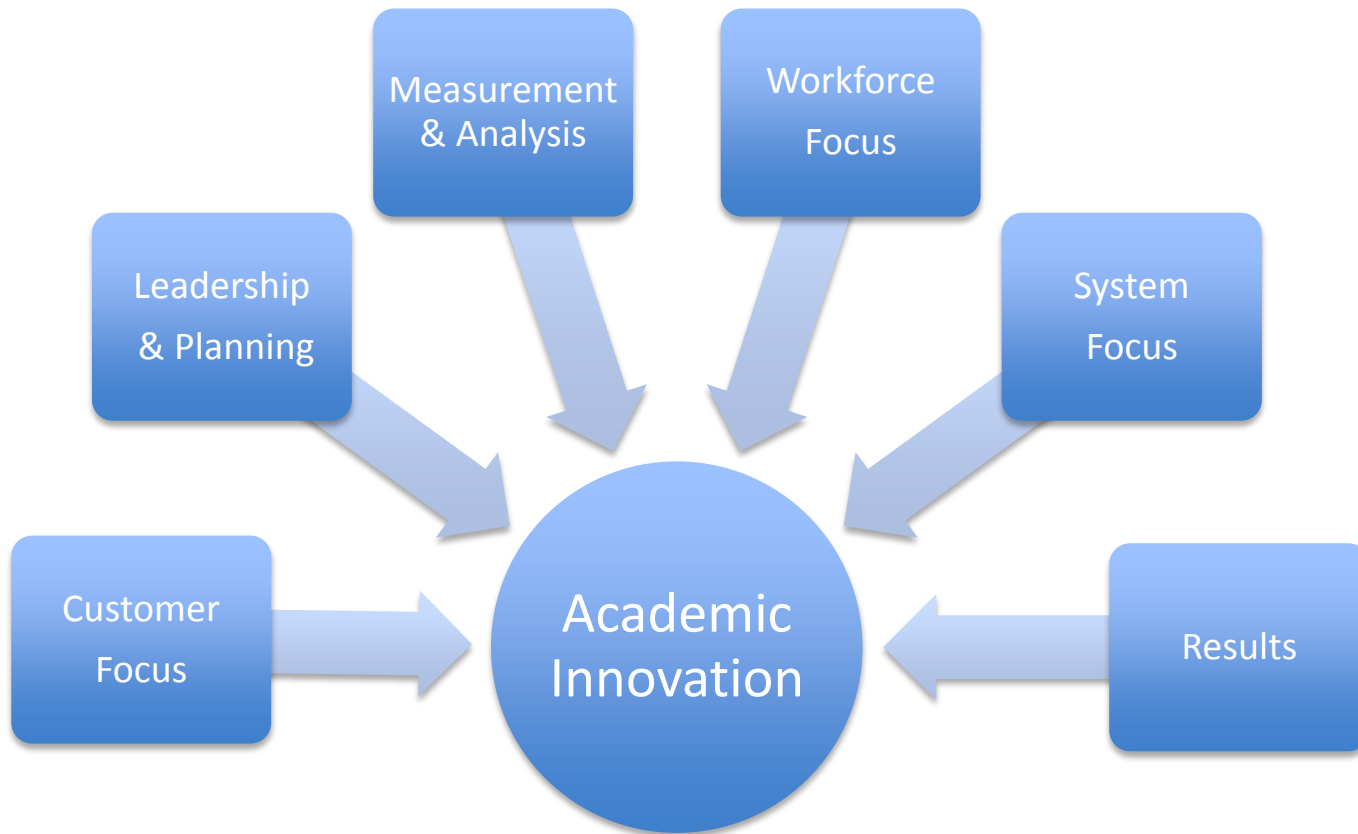 Measurement
& Analysis
Workforce
Focus
Leadership
& Planning
System
Focus
Customer
Focus
Academic
Innovation
Results